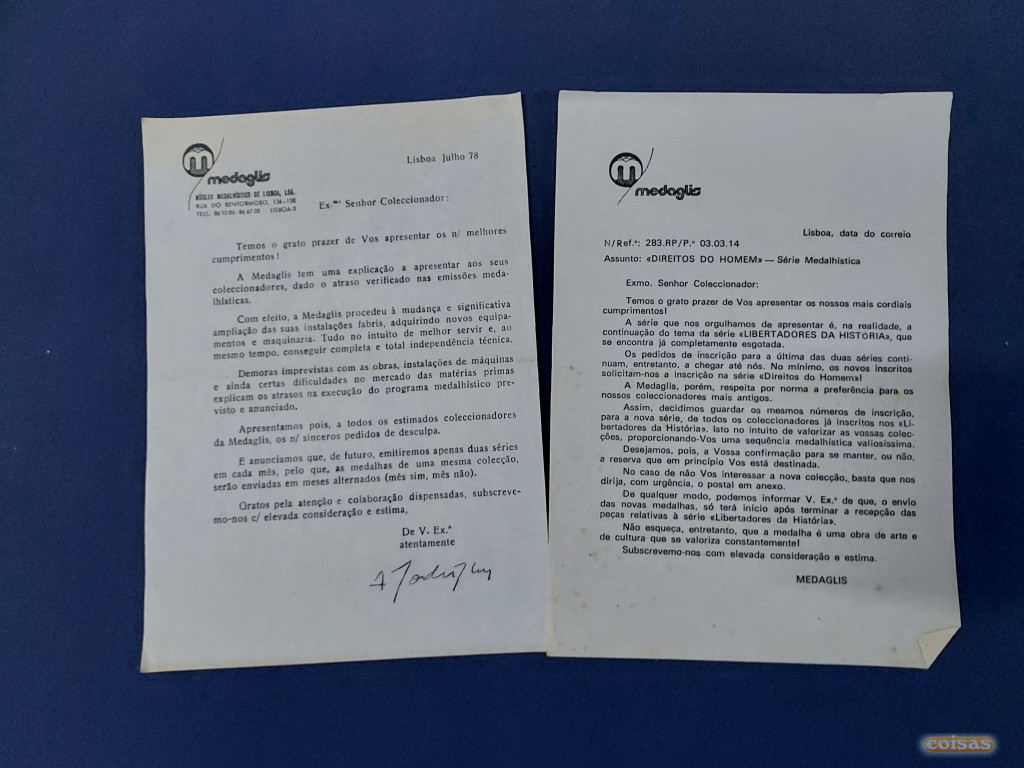 medaglis
NÚCLEO MEDALHÍSTICO DE LISBOA, LDA.
RUA DO BENFORMOSO, 136-138
TELS. 86 10 86 - 86 67 08 LISBOA-2
Lisboa Julho 78
Ex.mo Senhor Coleccionador:
Temos o grato prazer de Vos apresentar os n/ melhores
cumprimentos!
A Medaglis tem uma explicação a apresentar aos seus
coleccionadores, dado o atraso verificado nas emissões meda-
lhísticas.
Com efeito, a Medaglis procedeu à mudança e significativa
ampliação das suas instalações fabris, adquirindo novos equipa-
mentos e maquinaria. Tudo no intuito de melhor servir e, ao
mesmo tempo, conseguir completa e total independência técnica.
Demoras imprevistas com as obras, instalações de máquinas
e ainda certas dificuldades no mercado das matérias primas
explicam os atrasos na execução do programa medalhístico pre-
visto e anunciado.
Apresentamos pois, a todos os estimados coleccionadores
da Medaglis, os n/ sinceros pedidos de desculpa.
E anunciamos que, de futuro, emitiremos apenas duas séries
em cada mês, pelo que, as medalhas de uma mesma colecção,
serão enviadas em meses alternados (mês sim, mês não).
Gratos pela atenção e colaboração dispensadas, subscreve-
mo-nos c/ elevada consideração e estima,
De V. Ex.ª
atentamente
medaglis
Lisboa, data do correio
N/Ref.ª: 283.RP/P.º 03.03.14
Assunto: «DIREITOS DO HOMEM» — Série Medalhística
Exmo. Senhor Coleccionador:
Temos o grato prazer de Vos apresentar os nossos mais cordiais
cumprimentos!
A série que nos orgulhamos de apresentar é, na realidade, a
continuação do tema da série «LIBERTADORES DA HISTÓRIA», que
se encontra já completamente esgotada.
Os pedidos de inscrição para a última das duas séries conti-
nuam, entretanto, a chegar até nós. No mínimo, os novos inscritos
solicitam-nos a inscrição na série «Direitos do Homem»!
A Medaglis, porém, respeita por norma a preferência para os
nossos coleccionadores mais antigos.
Assim, decidimos guardar os mesmos números de inscrição,
para a nova série, de todos os coleccionadores já inscritos nos «Li-
bertadores da História». Isto no intuito de valorizar as vossas colec-
ções, proporcionando-Vos uma sequência medalhística valiosíssima.
Desejamos, pois, a Vossa confirmação para se manter, ou não,
a reserva que em princípio Vos está destinada.
No caso de não Vos interessar a nova colecção, basta que nos
dirija, com urgência, o postal em anexo.
De qualquer modo, podemos informar V. Ex.ª de que, o envio
das novas medalhas, só terá início após terminar a recepção das
peças relativas à série «Libertadores da História».
Não esqueça, entretanto, que a medalha é uma obra de arte e
de cultura que se valoriza constantemente!
Subscrevemo-nos com elevada consideração e estima.
MEDAGLIS
coisas